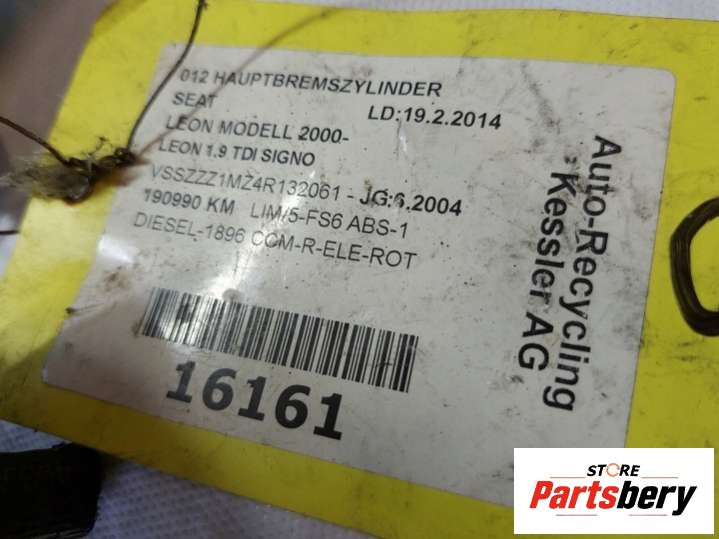 012 HAUPTBREMSZYLINDER
SEAT LD:19.2.2014
LEON MODELL 2000-
LEON 1.9 TDI SIGNO
VSSZZZ1MZ4R132061 - JG:6.2004
190990 KM LIM/5-FS6 ABS-1
DIESEL-1896 CCM-R-ELE-ROT
16161
Auto-Recycling
Kessler AG
STORE
Partsbery